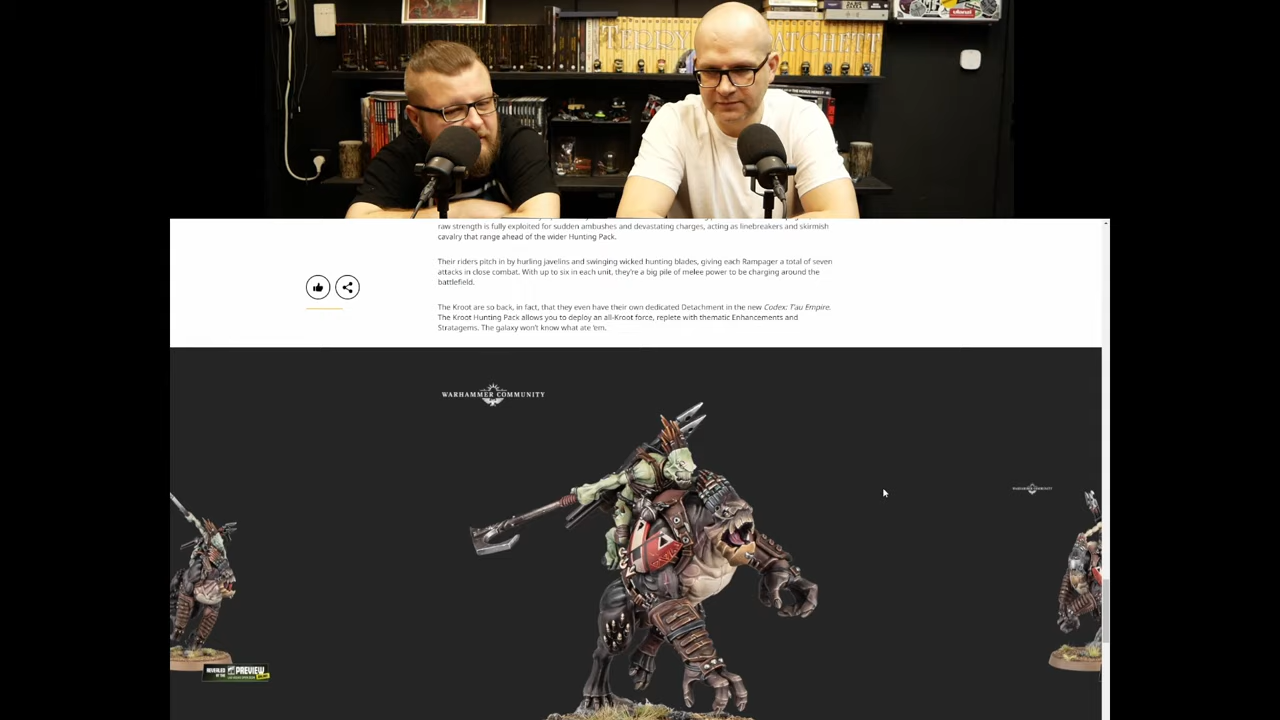 TERRY PRATCHETT
raw strength is fully exploited for sudden ambushes and devastating charges, acting as linebreakers and skirmish
cavalry that range ahead of the wider Hunting Pack.
Their riders pitch in by hurling javelins and swinging wicked hunting blades, giving each Rampager a total of seven
attacks in close combat. With up to six in each unit, they're a big pile of melee power to be charging around the
battlefield.
The Kroot are so back, in fact, that they even have their own dedicated Detachment in the new Codex: T'au Empire.
The Kroot Hunting Pack allows you to deploy an all-Kroot force, replete with thematic Enhancements and
Stratagems. The galaxy won't know what ate 'em.
WARHAMMER COMMUNITY
WARHAMMER COMMUNITY
REVEALED
PREVIEW